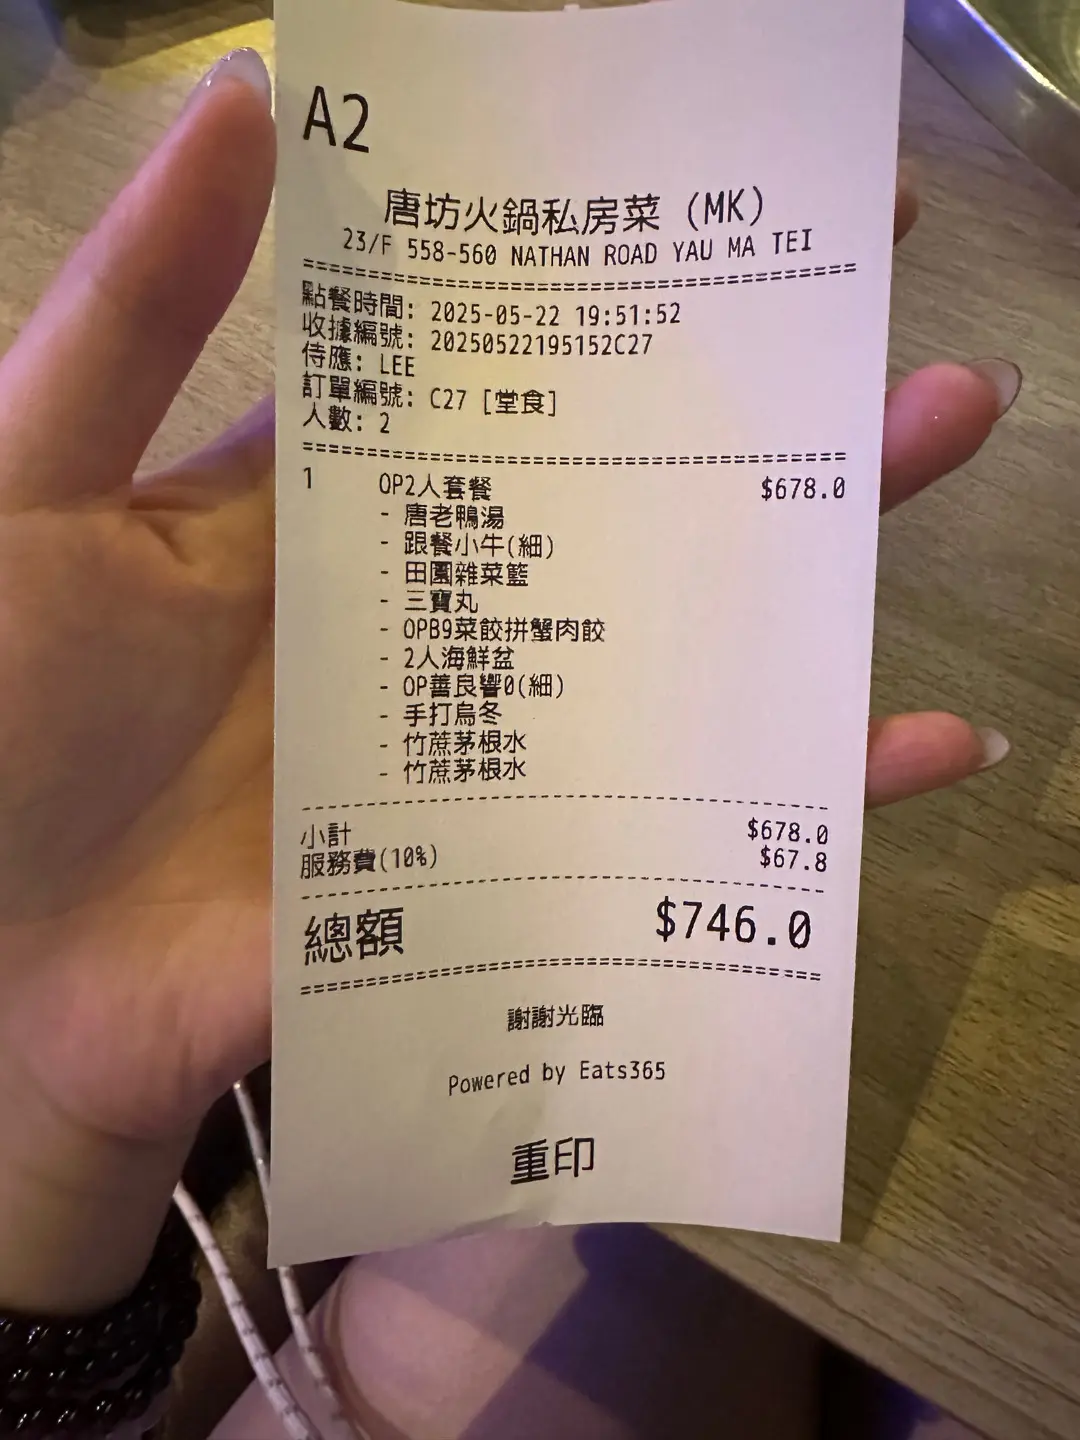 A2
唐坊火鍋私房菜 (MK)
23/F 558-560 NATHAN ROAD YAU MA TEI
點餐時間: 2025-05-22 19:51:52
收據編號: 20250522195152C27
侍應: LEE
訂單編號: C27 [堂食]
人數: 2
1 OP2人套餐 $678.0
- 唐老鴨湯
- 跟餐小牛(細)
- 田園雜菜籃
- 三寶丸
- OPB9菜餃拼蟹肉餃
- 2人海鮮盆
- OP善良響0(細)
- 手打烏冬
- 竹蔗茅根水
- 竹蔗茅根水
小計 $678.0
服務費(10%) $67.8
總額 $746.0
謝謝光臨
Powered by Eats365
重印